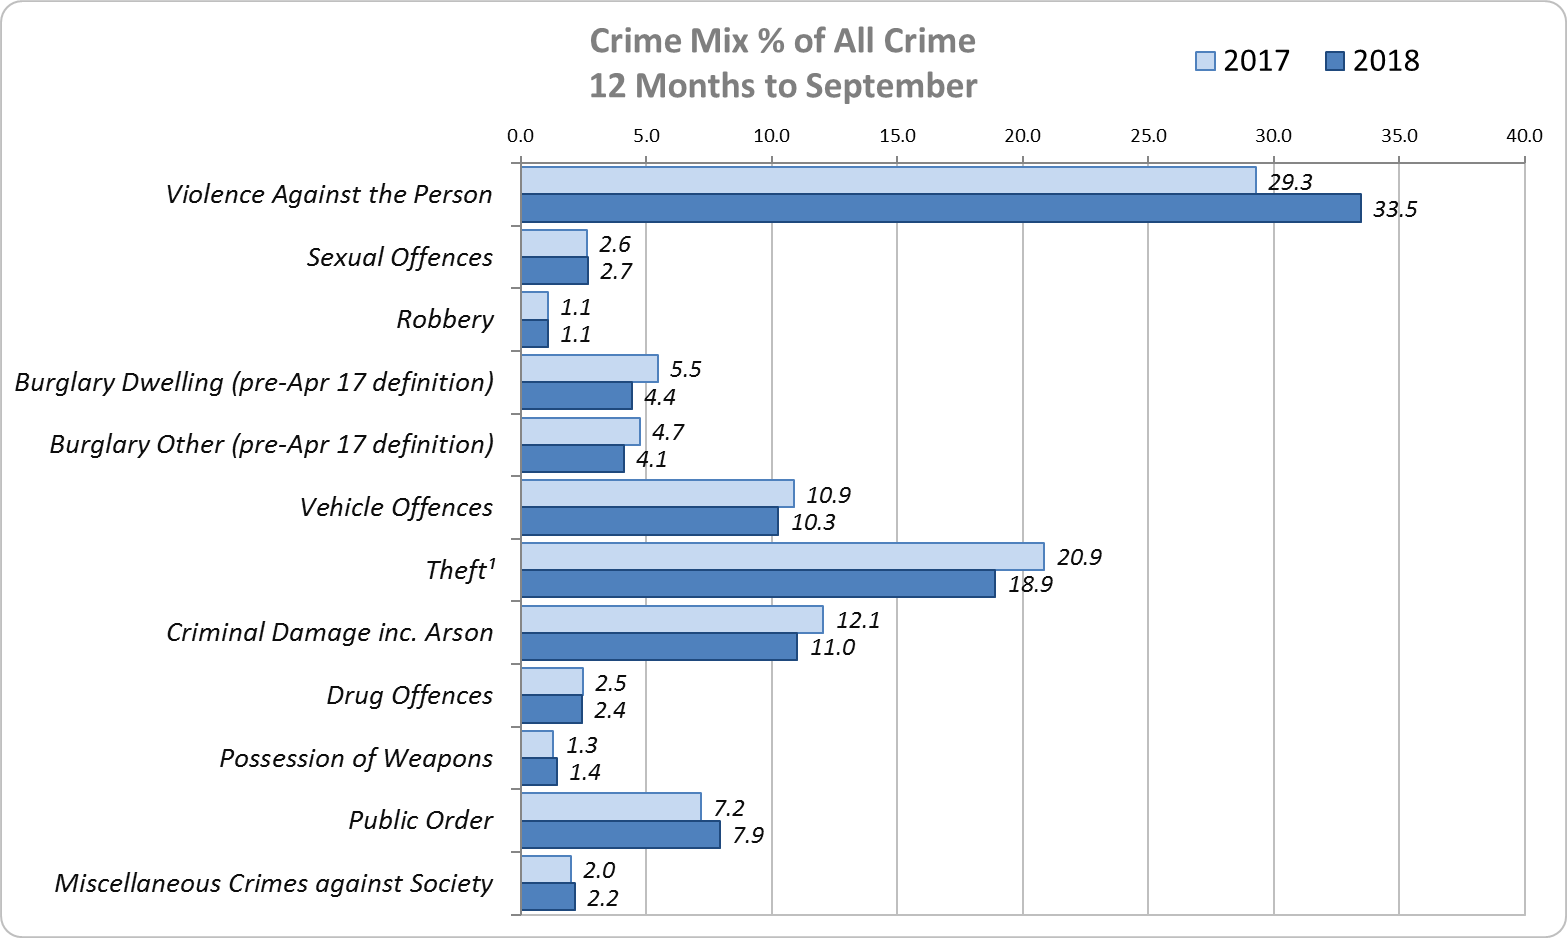 Crime Mix % of All Crime
12 Months to September
2017 2018
0.0 5.0 10.0 15.0 20.0 25.0 30.0 35.0 40.0
Violence Against the Person 29.3
33.5
Sexual Offences 2.6
2.7
Robbery 1.1
1.1
Burglary Dwelling (pre-Apr 17 definition) 5.5
4.4
Burglary Other (pre-Apr 17 definition) 4.7
4.1
Vehicle Offences 10.9
10.3
Theft¹ 20.9
18.9
Criminal Damage inc. Arson 12.1
11.0
Drug Offences 2.5
2.4
Possession of Weapons 1.3
1.4
Public Order 7.2
7.9
Miscellaneous Crimes against Society 2.0
2.2